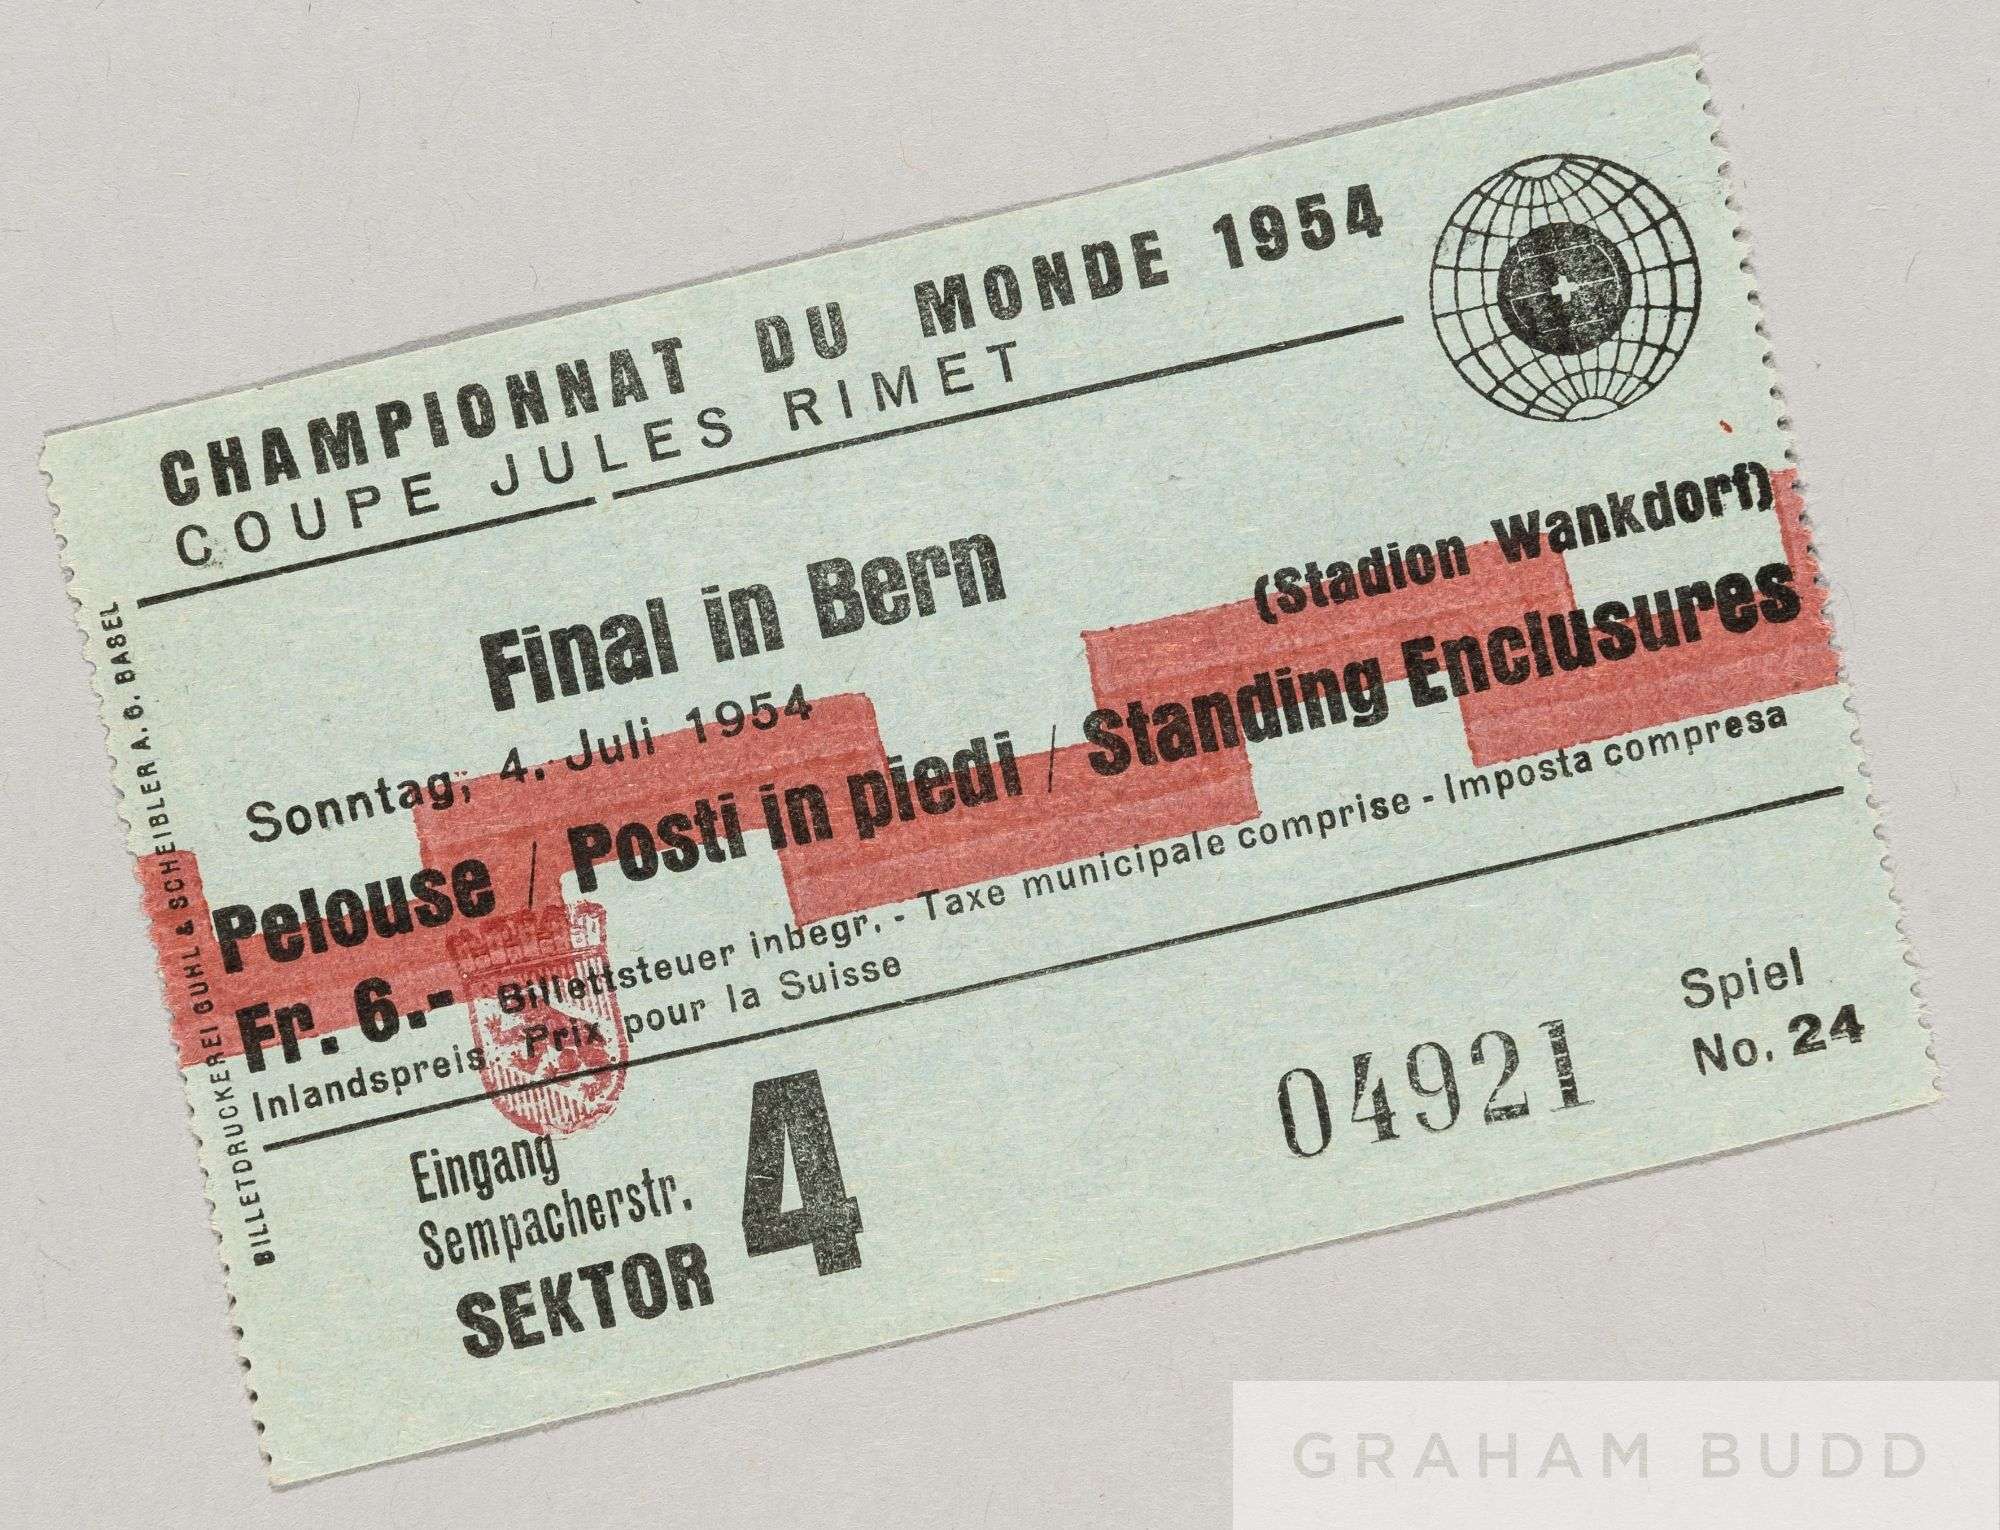 CHAMPIONNAT DU MONDE 1954
COUPE JULES RIMET
Final in Bern
Sonntag, 4. Juli 1954
(Stadion Wankdorf)
Pelouse / Posti in piedi / Standing Enclusures
Fr. 6.- Billettsteuer inbegr. - Taxe municipale comprise - Imposta compresa
Inlandspreis Prix pour la Suisse
Eingang
Sempacherstr.
SEKTOR 4
04921
Spiel
No. 24
BILLETDRUCKEREI GUHL & SCHEIBLER A. G. BASEL
GRAHAM BUDD